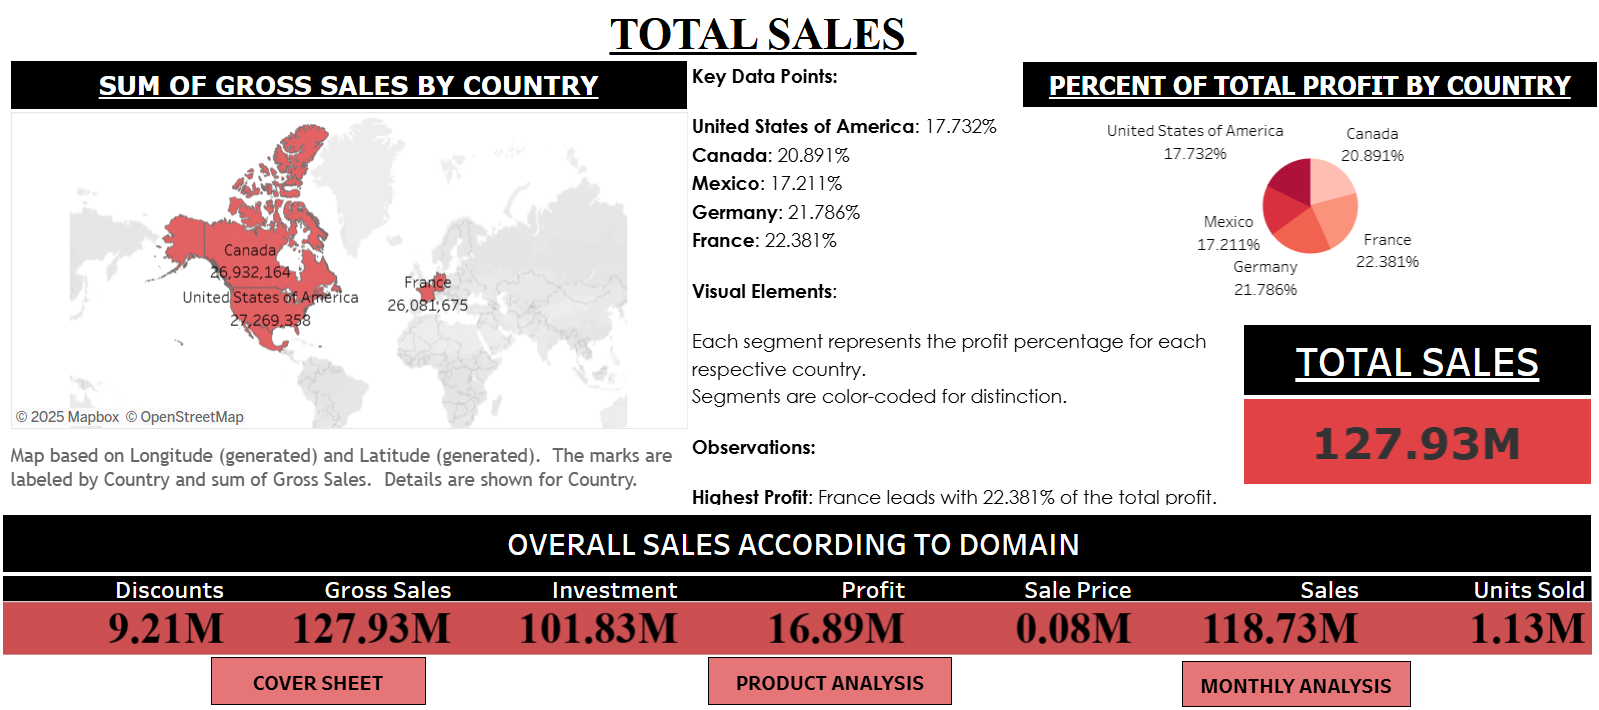 TOTAL SALES
SUM OF GROSS SALES BY COUNTRY
Canada
26,932,164
United States of America
27,269,358
France
26,081,675
© 2025 Mapbox © OpenStreetMap
Map based on Longitude (generated) and Latitude (generated). The marks are
labeled by Country and sum of Gross Sales. Details are shown for Country.
Key Data Points:
United States of America: 17.732%
Canada: 20.891%
Mexico: 17.211%
Germany: 21.786%
France: 22.381%
Visual Elements:
Each segment represents the profit percentage for each
respective country.
Segments are color-coded for distinction.
Observations:
Highest Profit: France leads with 22.381% of the total profit.
PERCENT OF TOTAL PROFIT BY COUNTRY
United States of America
17.732%
Canada
20.891%
Mexico
17.211%
France
22.381%
Germany
21.786%
TOTAL SALES
127.93M
OVERALL SALES ACCORDING TO DOMAIN
Discounts Gross Sales Investment Profit Sale Price Sales Units Sold
9.21M 127.93M 101.83M 16.89M 0.08M 118.73M 1.13M
COVER SHEET PRODUCT ANALYSIS MONTHLY ANALYSIS